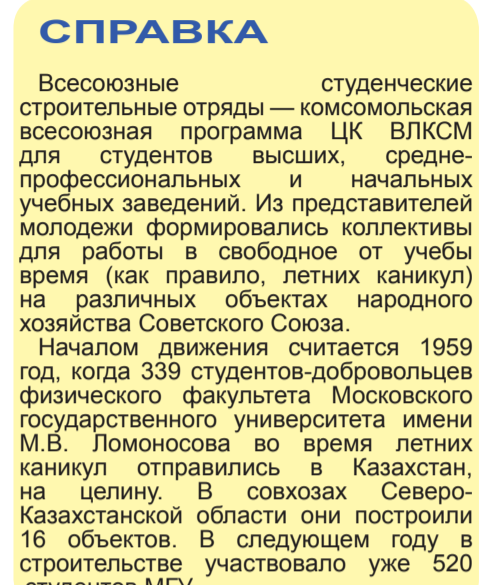 СПРАВКА
Всесоюзные студенческие
строительные отряды — комсомольская
всесоюзная программа ЦК ВЛКСМ
для студентов высших, средне-
профессиональных и начальных
учебных заведений. Из представителей
молодежи формировались коллективы
для работы в свободное от учебы
время (как правило, летних каникул)
на различных объектах народного
хозяйства Советского Союза.
Началом движения считается 1959
год, когда 339 студентов-добровольцев
физического факультета Московского
государственного университета имени
М.В. Ломоносова во время летних
каникул отправились в Казахстан,
на целину. В совхозах Северо-
Казахстанской области они построили
16 объектов. В следующем году в
строительстве участвовало уже 520
студентов МГУ.